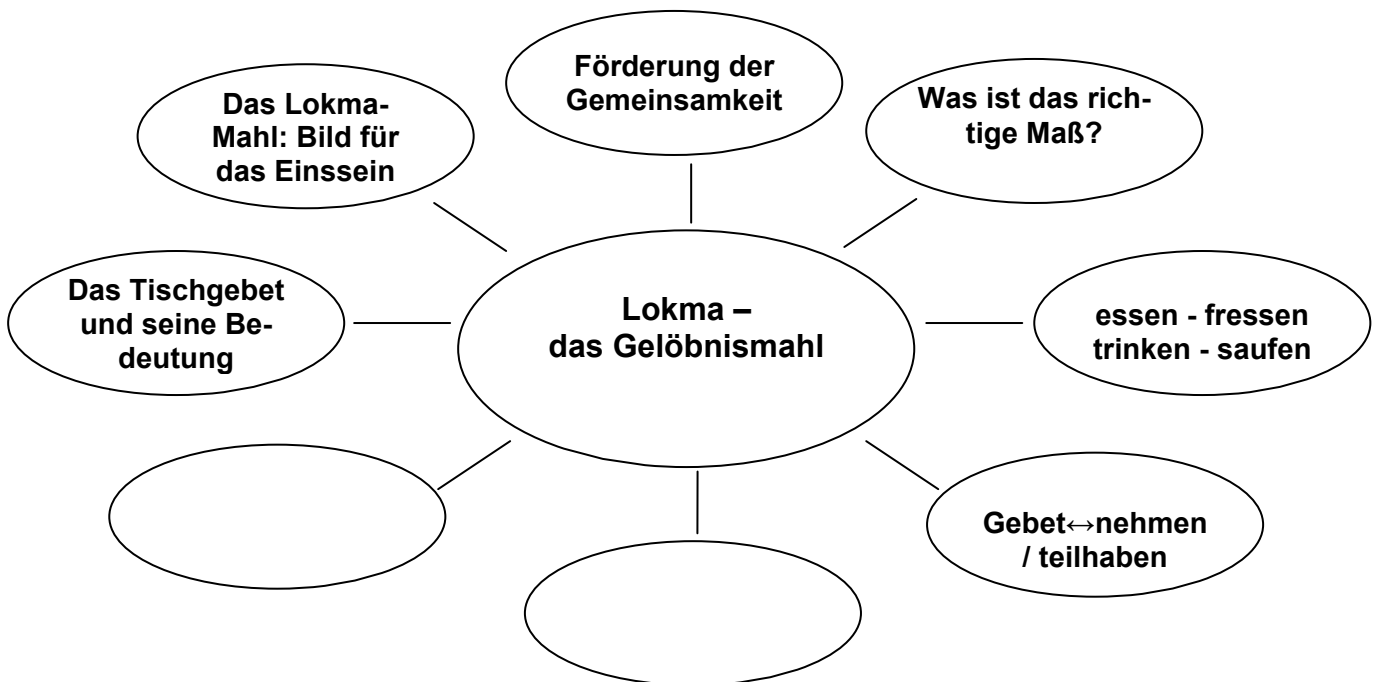 Förderung der
Gemeinsamkeit
Das Lokma-
Mahl: Bild für
das Einssein
Was ist das rich-
tige Maß?
Das Tischgebet
und seine Be-
deutung
Lokma –
das Gelöbnismahl
essen - fressen
trinken - saufen
Gebet↔nehmen
/ teilhaben